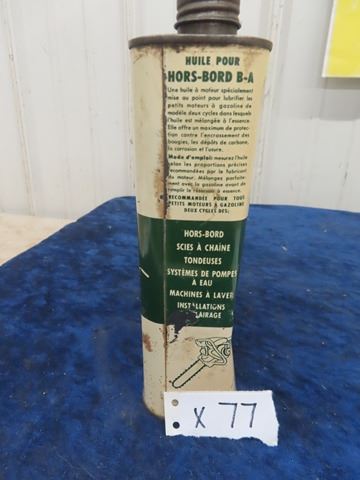 HUILE POUR
HORS-BORD B-A
Une huile à moteur spécialement
mise au point pour lubrifier les
petits moteurs à gazoline de
modèle deux cycles dans lesquels
l'huile est mélangée à l'essence.
Elle offre un maximum de protec-
tion contre l'encrassement des
bougies, les dépôts de carbone,
la corrosion et l'usure.
Mode d'emploi: mesurez l'huile
selon les proportions précises
recommandées par le fabricant
du moteur. Mélangez parfaite-
ment avec la gazoline avant de
remplir le réservoir à essence.
RECOMMANDÉE POUR TOUS
PETITS MOTEURS À GAZOLINE
DEUX CYCLES DE:
HORS-BORD
SCIES À CHAÎNE
TONDEUSES
SYSTÈMES DE POMPES
À EAU
MACHINES À LAVER
INSTALLATIONS
CLAIRAGE
X 77